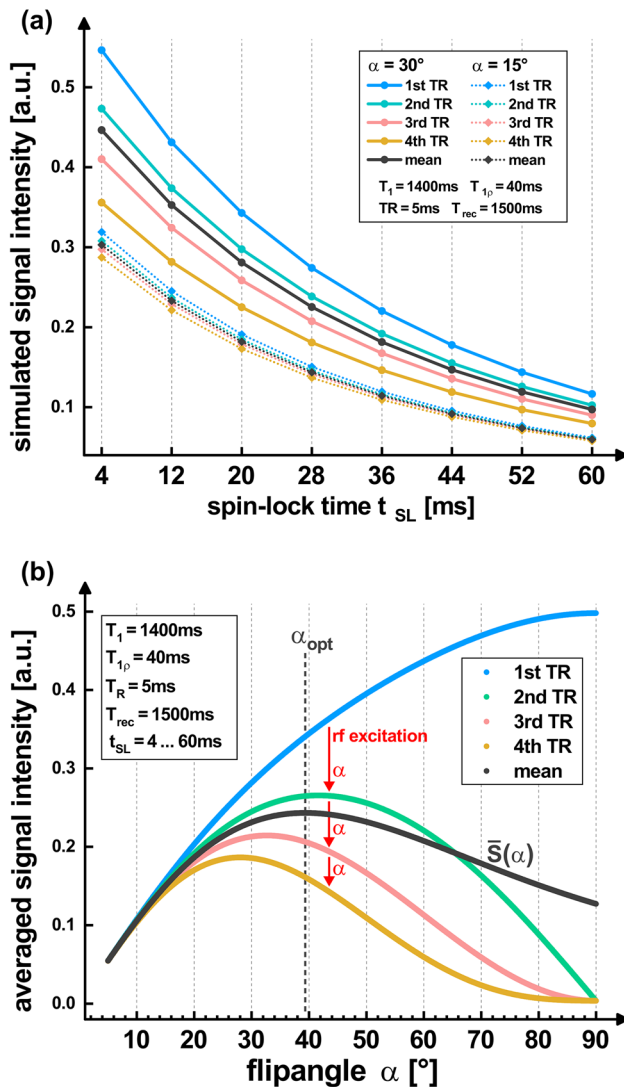 (a)
simulated signal intensity [a.u.]
0.5
0.4
0.3
0.2
0.1
α = 30° α = 15°
1st TR 1st TR
2nd TR 2nd TR
3rd TR 3rd TR
4th TR 4th TR
mean mean
T1 = 1400ms T1ρ = 40ms
TR = 5ms Trec = 1500ms
4 12 20 28 36 44 52 60
spin-lock time t SL [ms]
(b)
averaged signal intensity [a.u.]
0.5
0.4
0.3
0.2
0.1
0.0
T1 = 1400ms
T1ρ = 40ms
TR = 5ms
Trec = 1500ms
tSL = 4 ... 60ms
αopt
1st TR
2nd TR
3rd TR
4th TR
mean
rf excitation
α
α
α
S̅(α)
10 20 30 40 50 60 70 80 90
flipangle α [°]